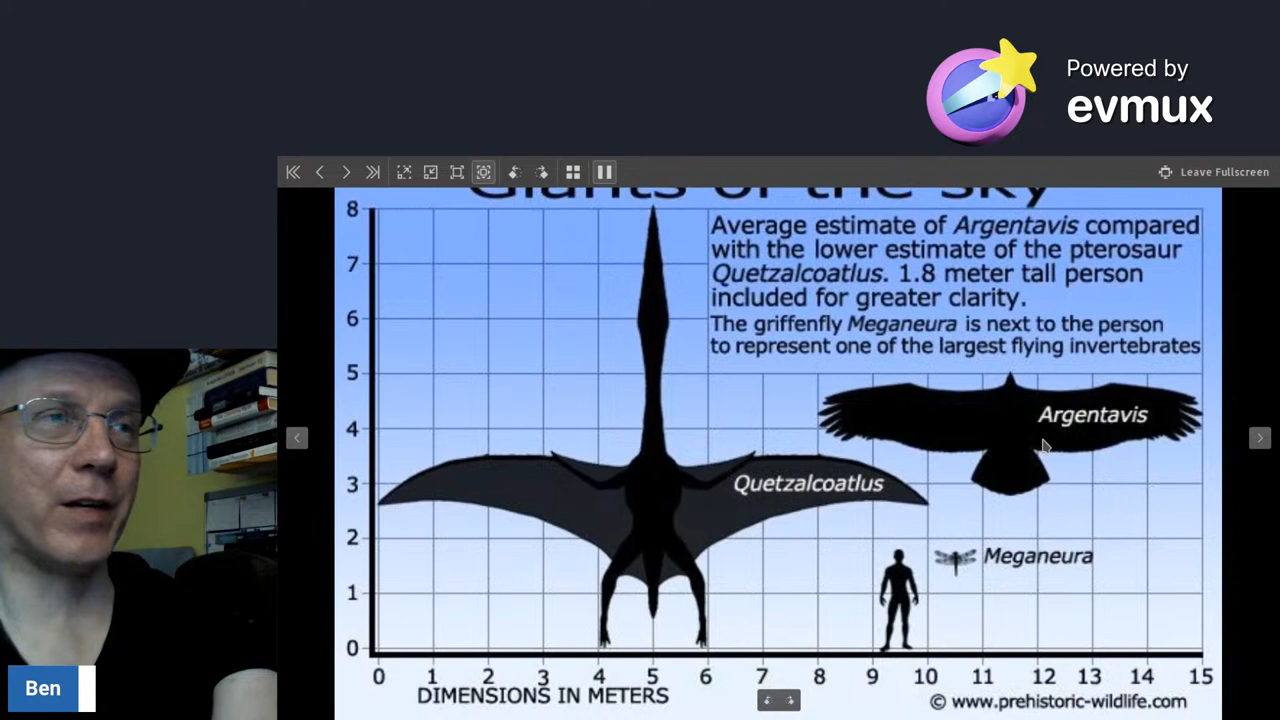 Powered by
evmux
Leave Fullscreen
Giants of the Sky
8
7
6
5
4
3
2
1
0
Average estimate of Argentavis compared
with the lower estimate of the pterosaur
Quetzalcoatlus. 1.8 meter tall person
included for greater clarity.
The griffenfly Meganeura is next to the person
to represent one of the largest flying invertebrates
Argentavis
Quetzalcoatlus
Meganeura
0 1 2 3 4 5 6 7 8 9 10 11 12 13 14 15
DIMENSIONS IN METERS
© www.prehistoric-wildlife.com
Ben